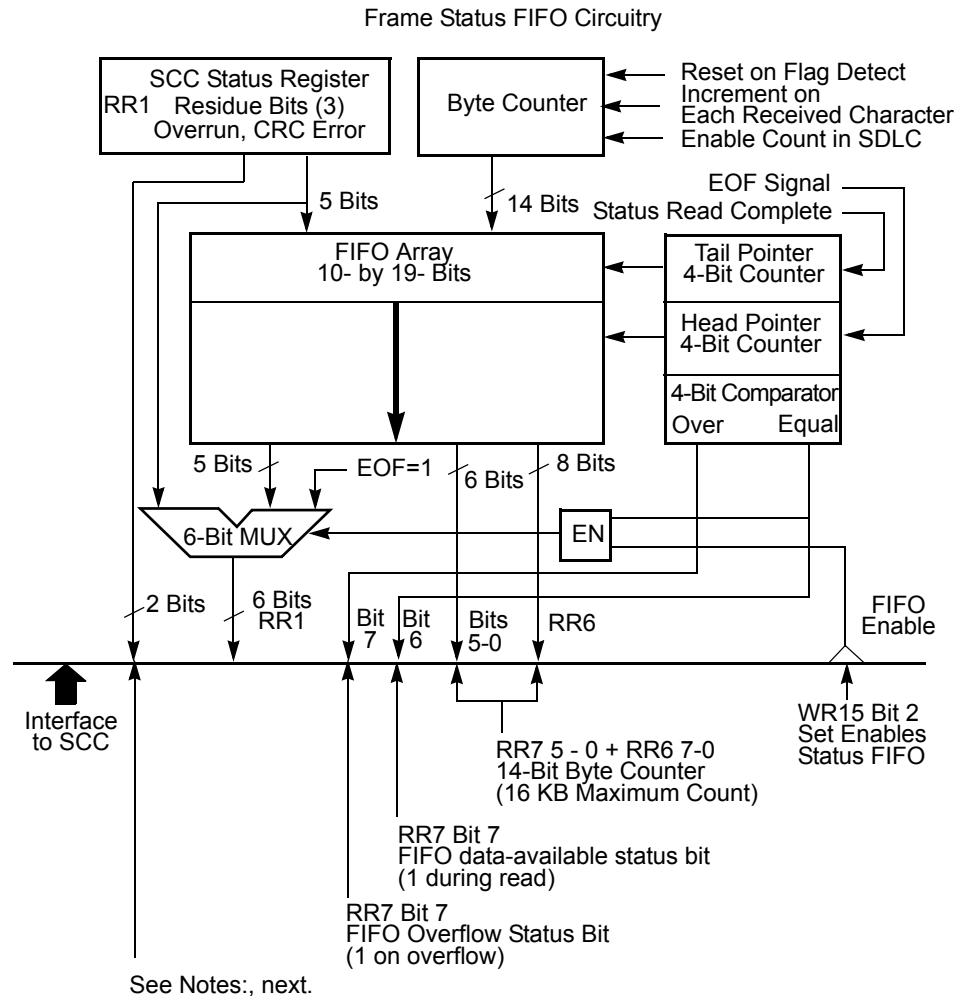 Frame Status FIFO Circuitry
SCC Status Register
RR1
Residue Bits (3)
Overrun, CRC Error
Byte Counter
Reset on Flag Detect
Increment on
Each Received Character
Enable Count in SDLC
EOF Signal
Status Read Complete
5 Bits
14 Bits
FIFO Array
10- by 19- Bits
Tail Pointer
4-Bit Counter
Head Pointer
4-Bit Counter
4-Bit Comparator
Over
Equal
5 Bits
EOF=1
6 Bits
8 Bits
6-Bit MUX
EN
2 Bits
6 Bits
RR1
Bit
7
Bit
6
Bits
5-0
RR6
FIFO
Enable
Interface
to SCC
WR15 Bit 2
Set Enables
Status FIFO
RR7 5 - 0 + RR6 7-0
14-Bit Byte Counter
(16 KB Maximum Count)
RR7 Bit 7
FIFO data-available status bit
(1 during read)
RR7 Bit 7
FIFO Overflow Status Bit
(1 on overflow)
See Notes:, next.